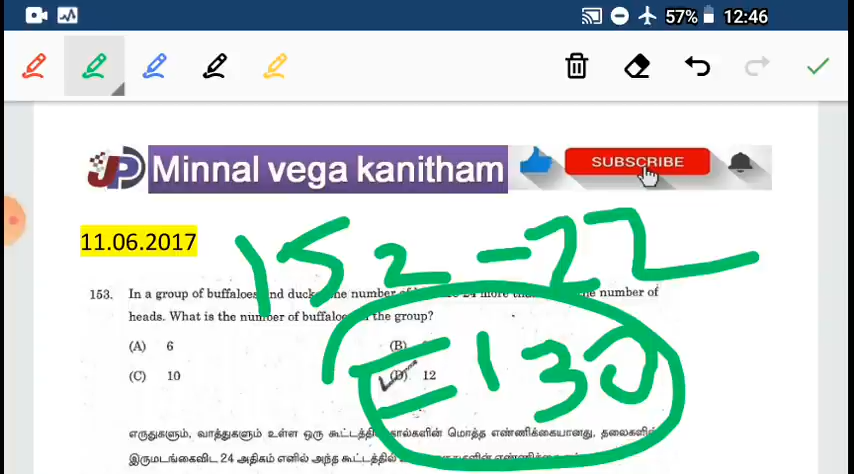 57% 12:46
Minnal vega kanitham SUBSCRIBE
11.06.2017
152-22
153. In a group of buffaloes and ducks the number of 24 more the number of
heads. What is the number of buffaloes the group?
(A) 6 (B)
=130
(C) 10 (D) 12
எருதுகளும், வாத்துகளும் உள்ள ஒரு கூட்டத்தில் கால்களின் மொத்த எண்ணிக்கையானது, தலைகளின்
இருமடங்கைவிட 24 அதிகம் எனில் அந்த கூட்டத்தில்